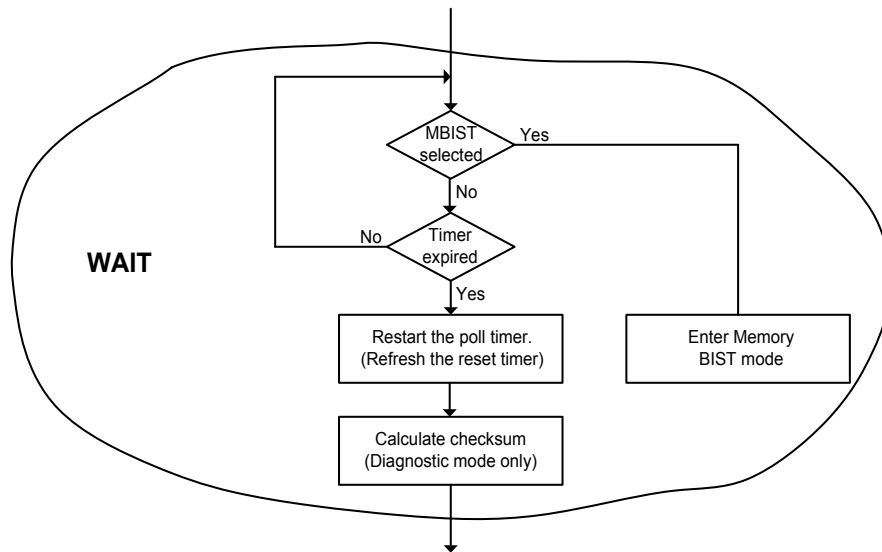 MBIST
selected
Yes
No
Timer
expired
No
WAIT
Yes
Restart the poll timer.
(Refresh the reset timer)
Enter Memory
BIST mode
Calculate checksum
(Diagnostic mode only)